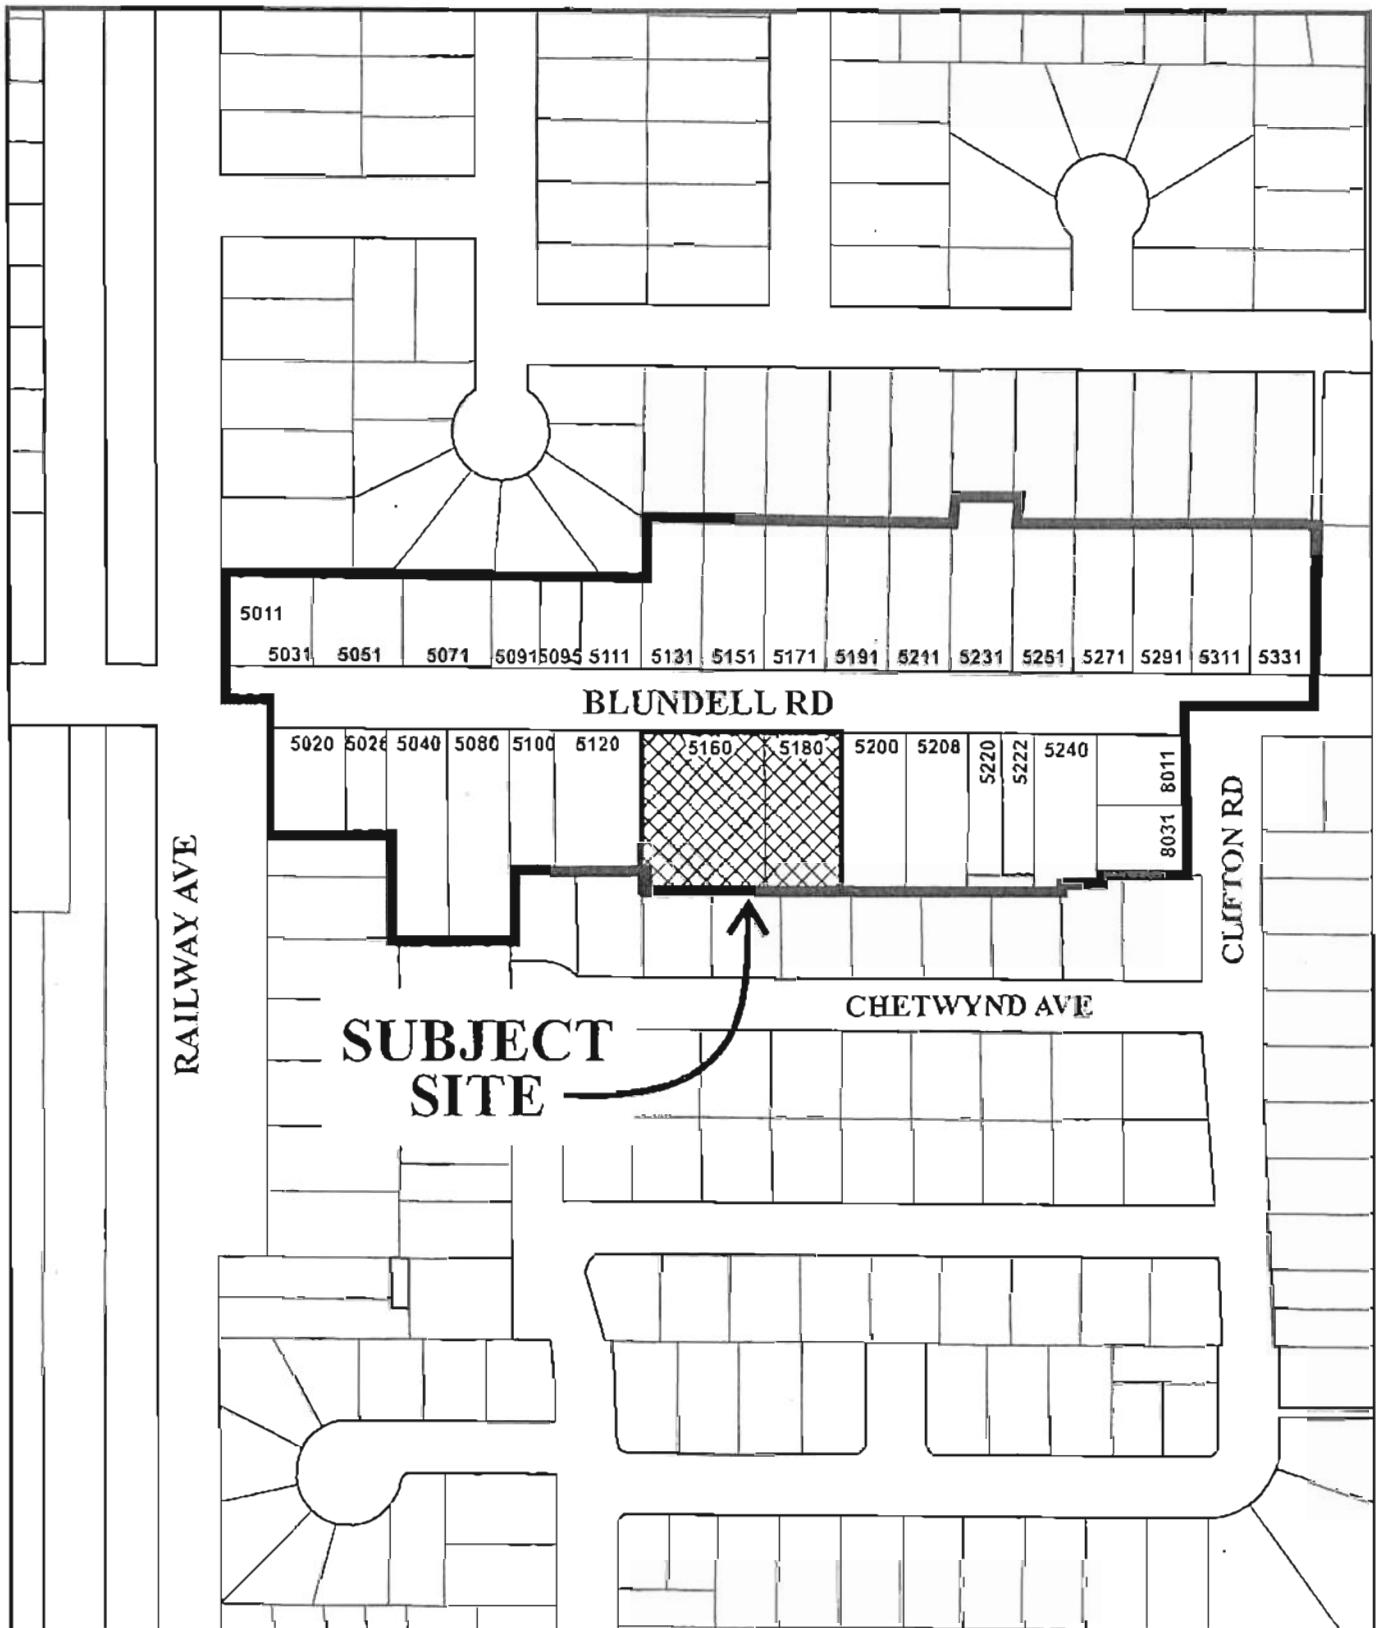 5011
5031 5051 5071 5091 5095 5111 5131 5151 5171 5191 5211 5231 5251 5271 5291 5311 5331
BLUNDELL RD
5020 5026 5040 5080 5100 5120 5160 5180 5200 5208 5220 5222 5240 8011
8031
RAILWAY AVE
CLIFTON RD
CHETWYND AVE
SUBJECT
SITE